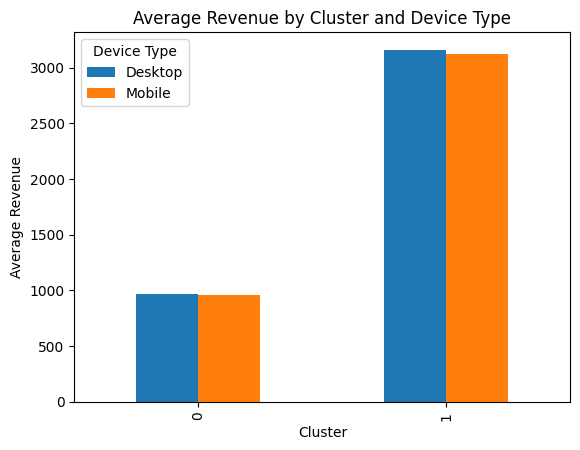 Average Revenue by Cluster and Device Type
Device Type
Desktop
Mobile
3000
2500
2000
1500
1000
500
0
Average Revenue
0
1
Cluster